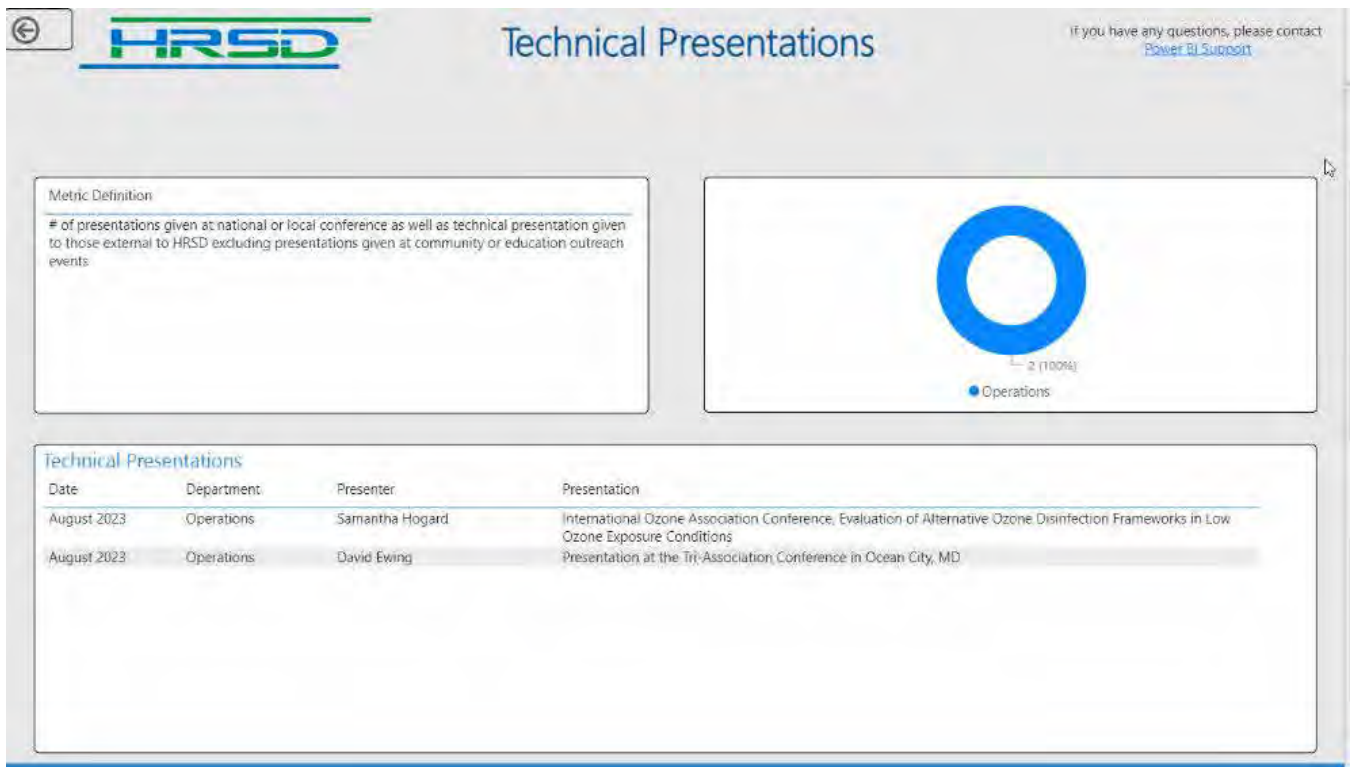 HRSD
Technical Presentations
If you have any questions, please contact
Power BI Support
Metric Definition
# of presentations given at national or local conference as well as technical presentation given
to those external to HRSD excluding presentations given at community or education outreach
events
2 (100%)
Operations
Technical Presentations
Date Department Presenter Presentation
August 2023 Operations Samantha Hogard International Ozone Association Conference, Evaluation of Alternative Ozone Disinfection Frameworks in Low
Ozone Exposure Conditions
August 2023 Operations David Ewing Presentation at the Tri-Association Conference in Ocean City, MD